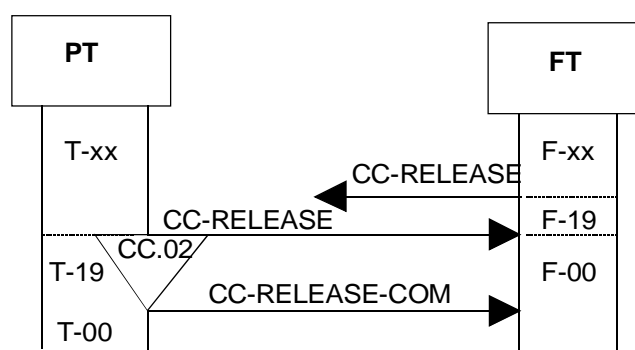 PT
FT
T-xx
F-xx
CC-RELEASE
CC-RELEASE
F-19
CC.02
T-19
F-00
CC-RELEASE-COM
T-00